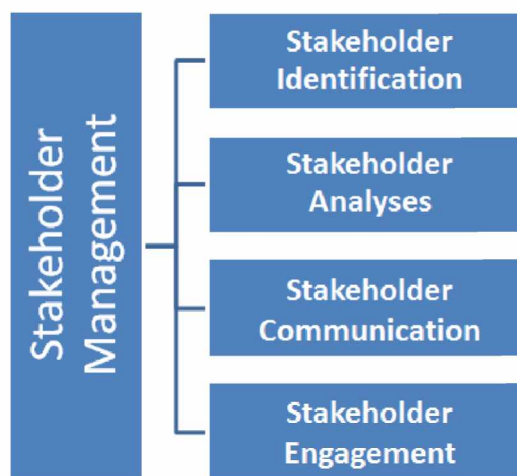 Stakeholder
Management
Stakeholder
Identification
Stakeholder
Analyses
Stakeholder
Communication
Stakeholder
Engagement